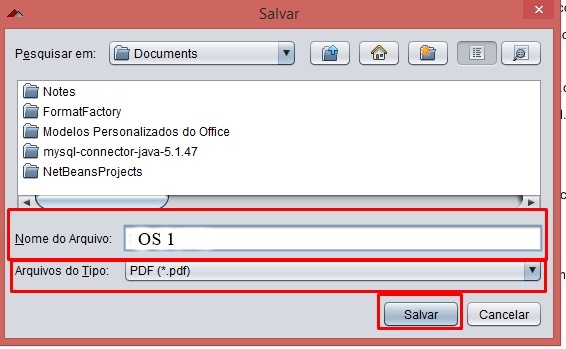 Salvar
Pesquisar em: Documents
Notes
FormatFactory
Modelos Personalizados do Office
mysql-connector-java-5.1.47
NetBeansProjects
Nome do Arquivo: OS 1
Arquivos do Tipo: PDF (*.pdf)
Salvar Cancelar